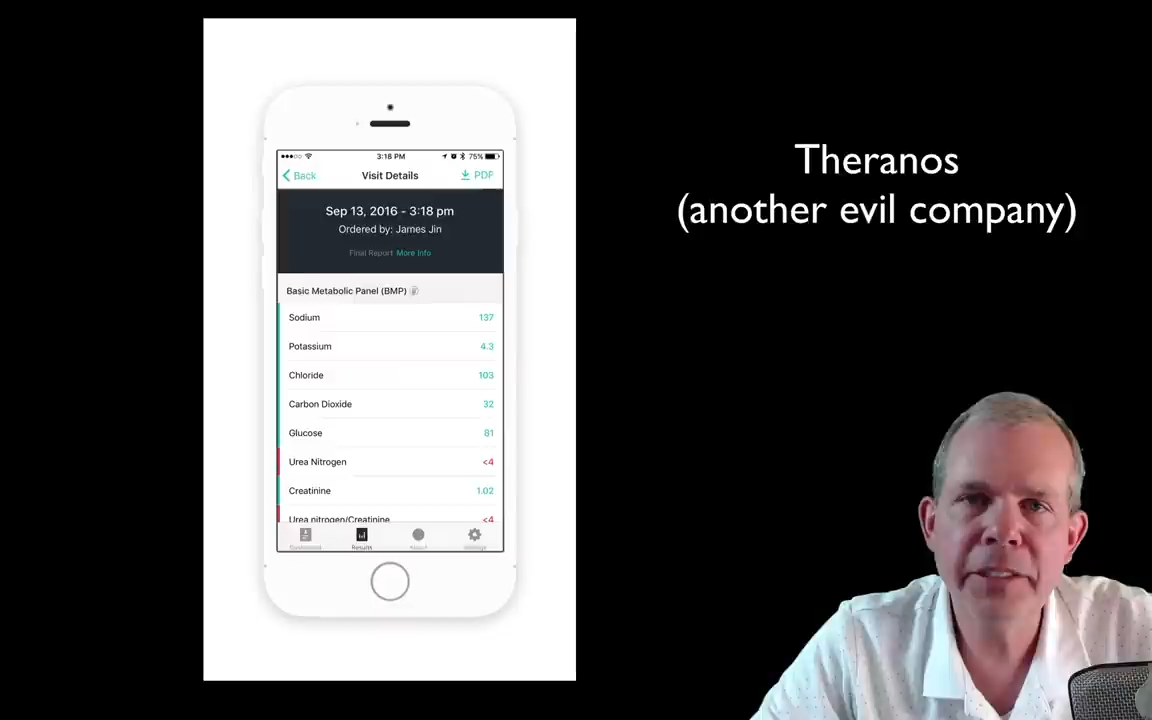 3:18 PM
75%
Back
Visit Details
PDF
Sep 13, 2016 - 3:18 pm
Ordered by: James Jin
Final Report More Info
Basic Metabolic Panel (BMP)
Sodium 137
Potassium 4.3
Chloride 103
Carbon Dioxide 32
Glucose 81
Urea Nitrogen <4
Creatinine 1.02
Urea nitrogen/Creatinine <4
Results
Theranos
(another evil company)